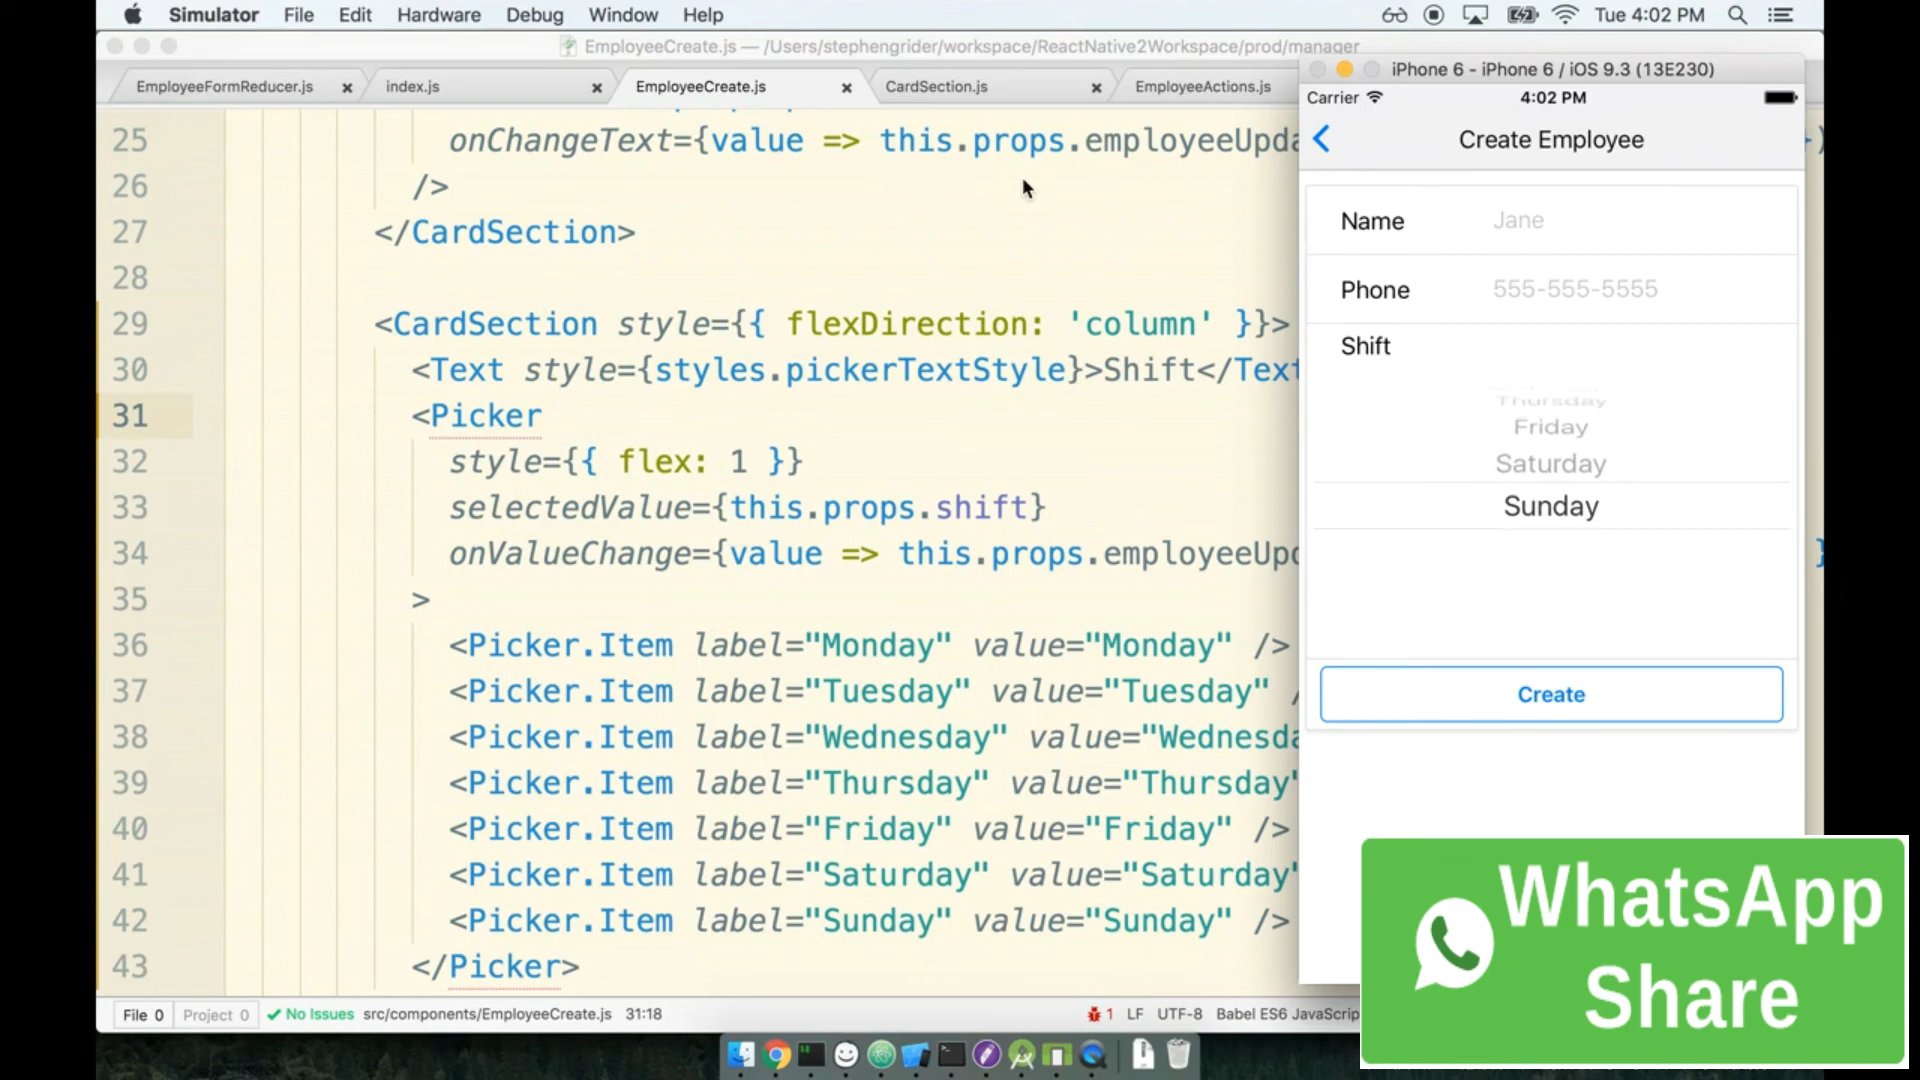 Simulator File Edit Hardware Debug Window Help Tue 4:02 PM
EmployeeCreate.js — /Users/stephengrider/workspace/ReactNative2Workspace/prod/manager
EmployeeFormReducer.js index.js EmployeeCreate.js CardSection.js EmployeeActions.js
25 onChangeText={value => this.props.employeeUpda
26 />
27 </CardSection>
28
29 <CardSection style={{ flexDirection: 'column' }}>
30 <Text style={styles.pickerTextStyle}>Shift</Text
31 <Picker
32 style={{ flex: 1 }}
33 selectedValue={this.props.shift}
34 onValueChange={value => this.props.employeeUpd
35 >
36 <Picker.Item label="Monday" value="Monday" />
37 <Picker.Item label="Tuesday" value="Tuesday" /
38 <Picker.Item label="Wednesday" value="Wednesda
39 <Picker.Item label="Thursday" value="Thursday"
40 <Picker.Item label="Friday" value="Friday" />
41 <Picker.Item label="Saturday" value="Saturday"
42 <Picker.Item label="Sunday" value="Sunday" />
43 </Picker>
File 0 Project 0 No Issues src/components/EmployeeCreate.js 31:18 1 LF UTF-8 Babel ES6 JavaScrip
iPhone 6 - iPhone 6 / iOS 9.3 (13E230)
Carrier 4:02 PM
Create Employee
Name Jane
Phone 555-555-5555
Shift
Thursday
Friday
Saturday
Sunday
Create
WhatsApp
Share